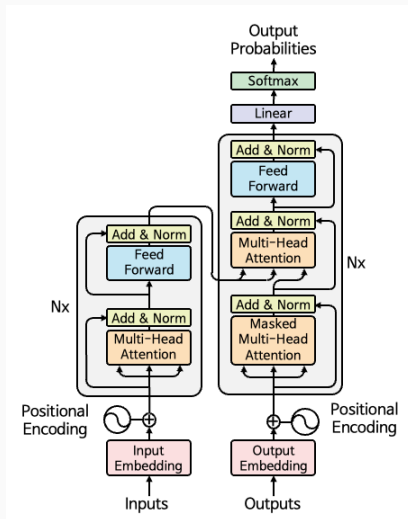 Output
Probabilities
Softmax
Linear
Add & Norm
Feed
Forward
Add & Norm
Multi-Head
Attention
Nx
Add & Norm
Masked
Multi-Head
Attention
Add & Norm
Feed
Forward
Nx
Add & Norm
Multi-Head
Attention
Positional
Encoding
Positional
Encoding
Input
Embedding
Output
Embedding
Inputs
Outputs